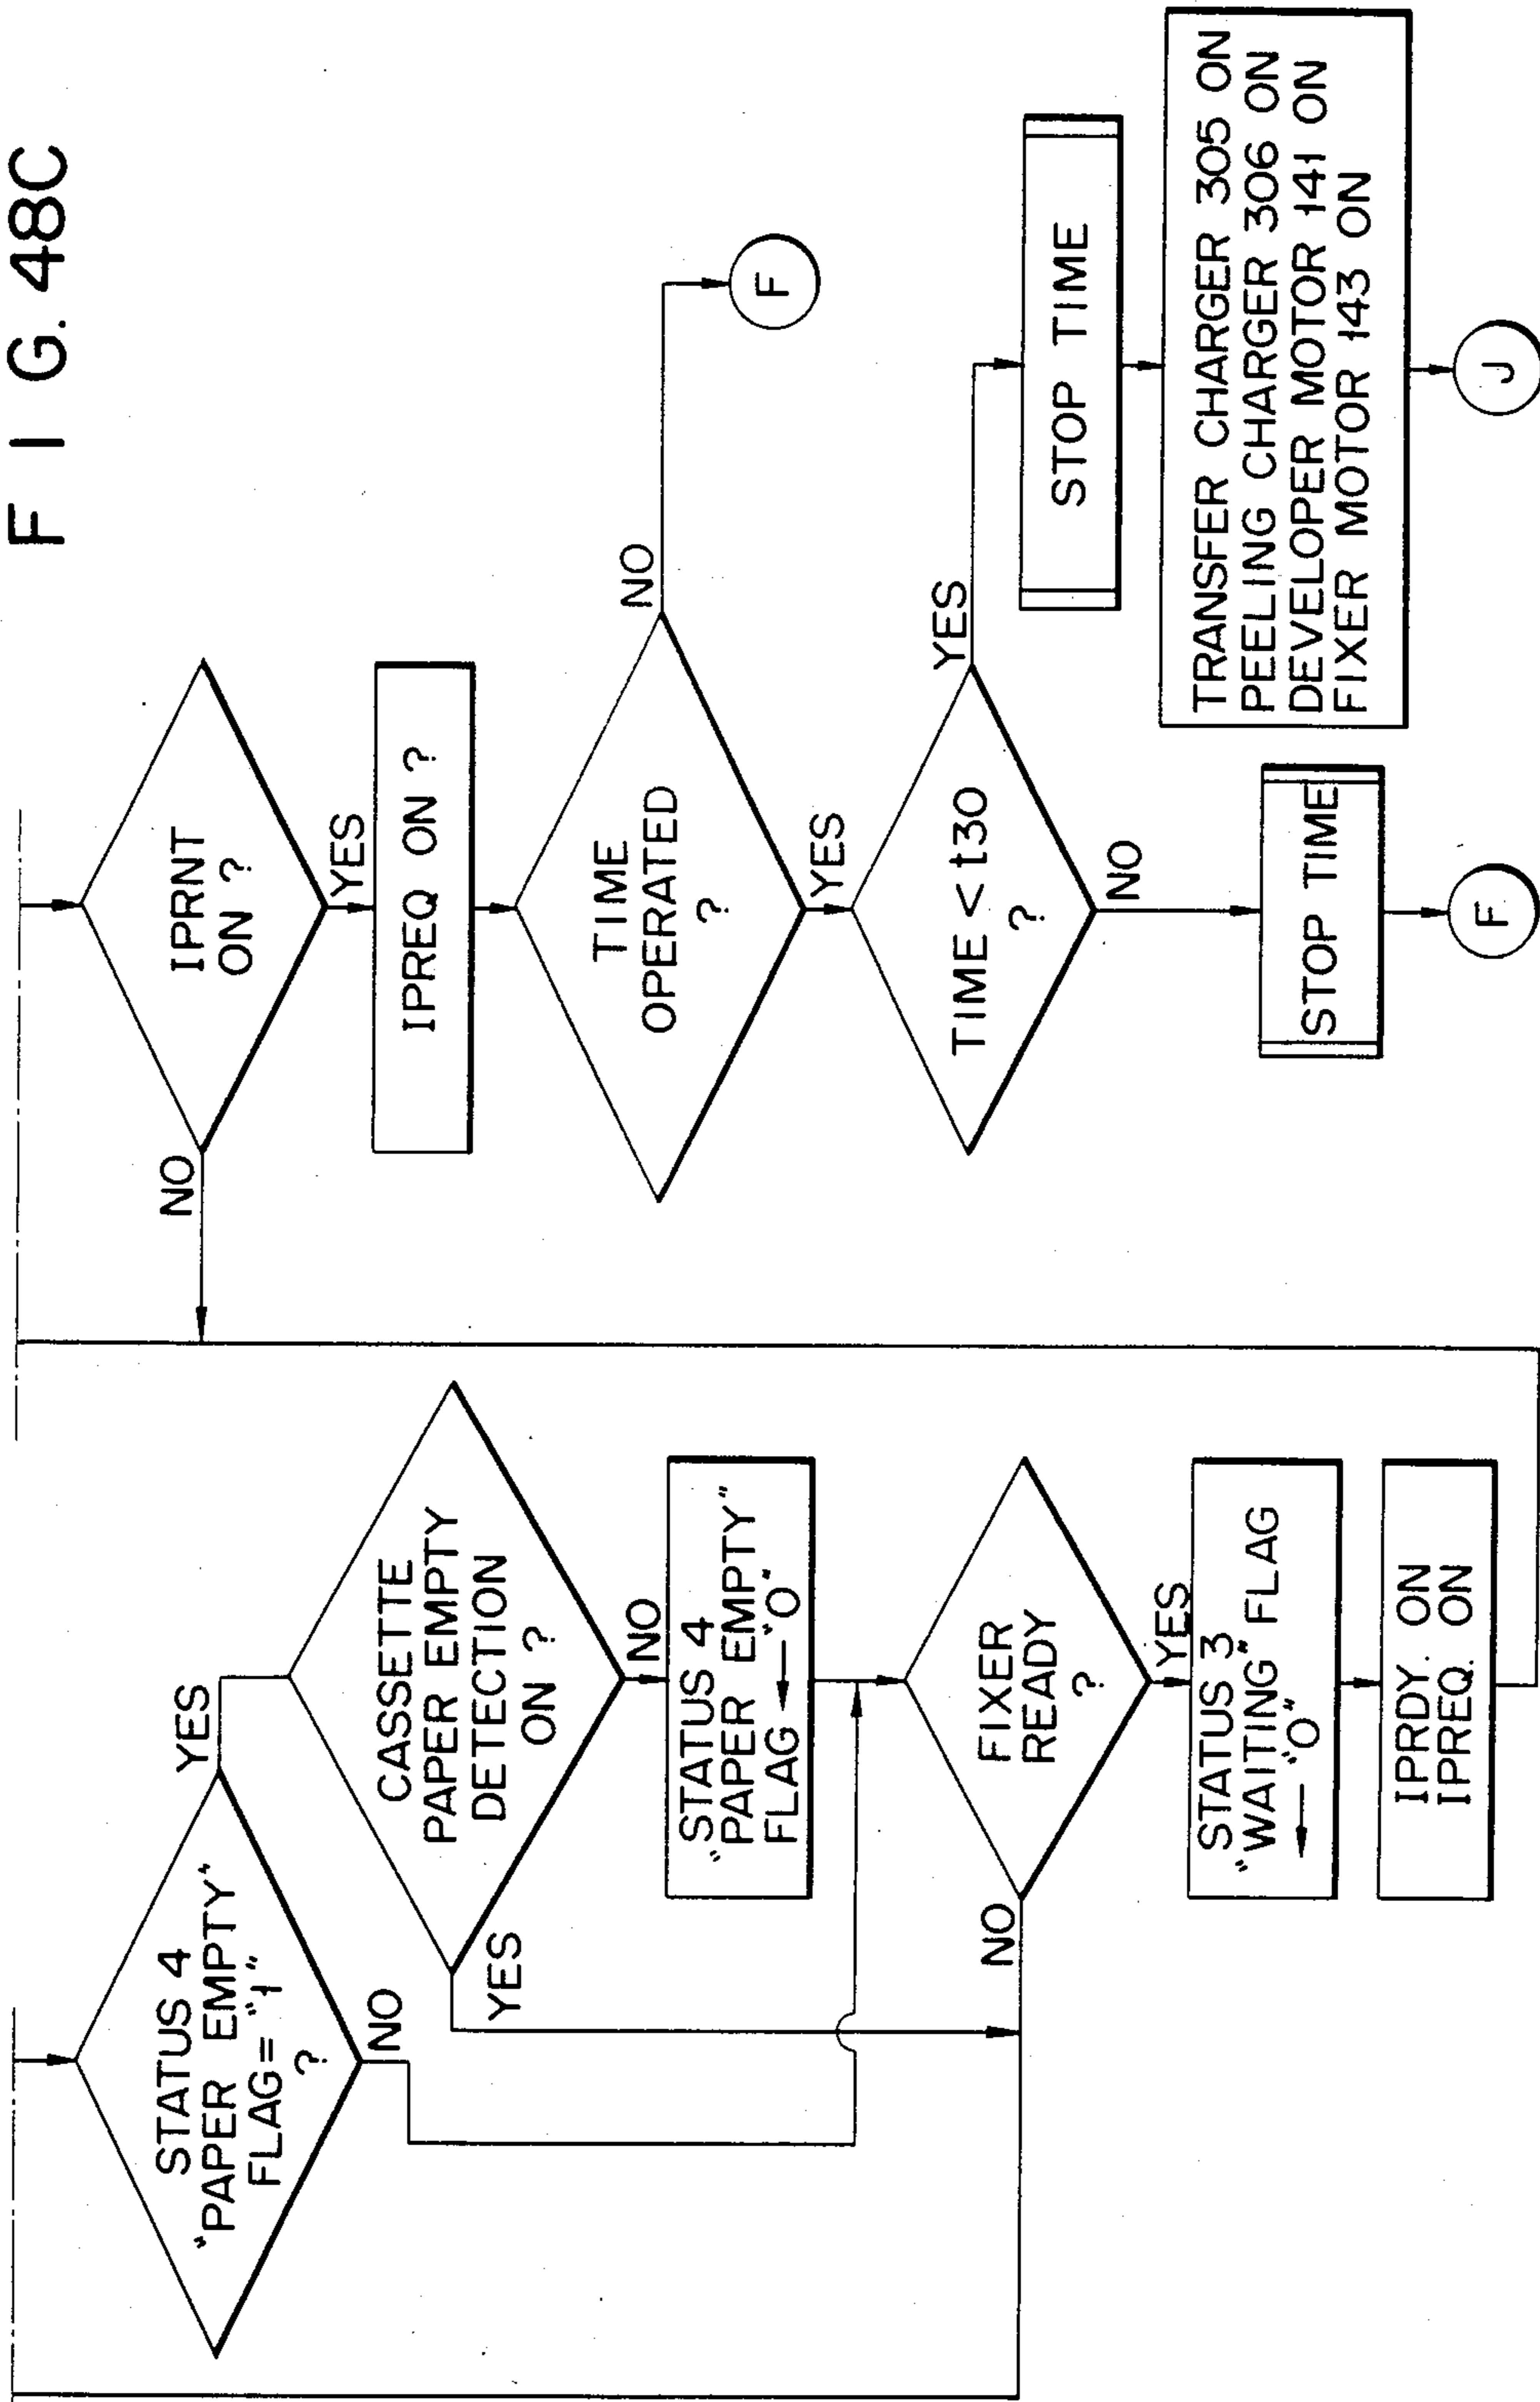 F I G. 48C
STATUS 4
"PAPER EMPTY"
FLAG="1"
?
YES
NO
CASSETTE
PAPER EMPTY
DETECTION
ON ?
YES
NO
STATUS 4
"PAPER EMPTY"
FLAG ← "0"
FIXER
READY
?
NO
YES
STATUS 3
"WAITING" FLAG
← "0"
IPRDY. ON
IPREQ. ON
IPRNT
ON ?
NO
YES
IPREQ ON ?
TIME
OPERATED
?
NO
YES
F
TIME < t30
?
YES
NO
STOP TIME
F
STOP TIME
TRANSFER CHARGER 305 ON
PEELING CHARGER 306 ON
DEVELOPER MOTOR 141 ON
FIXER MOTOR 143 ON
J